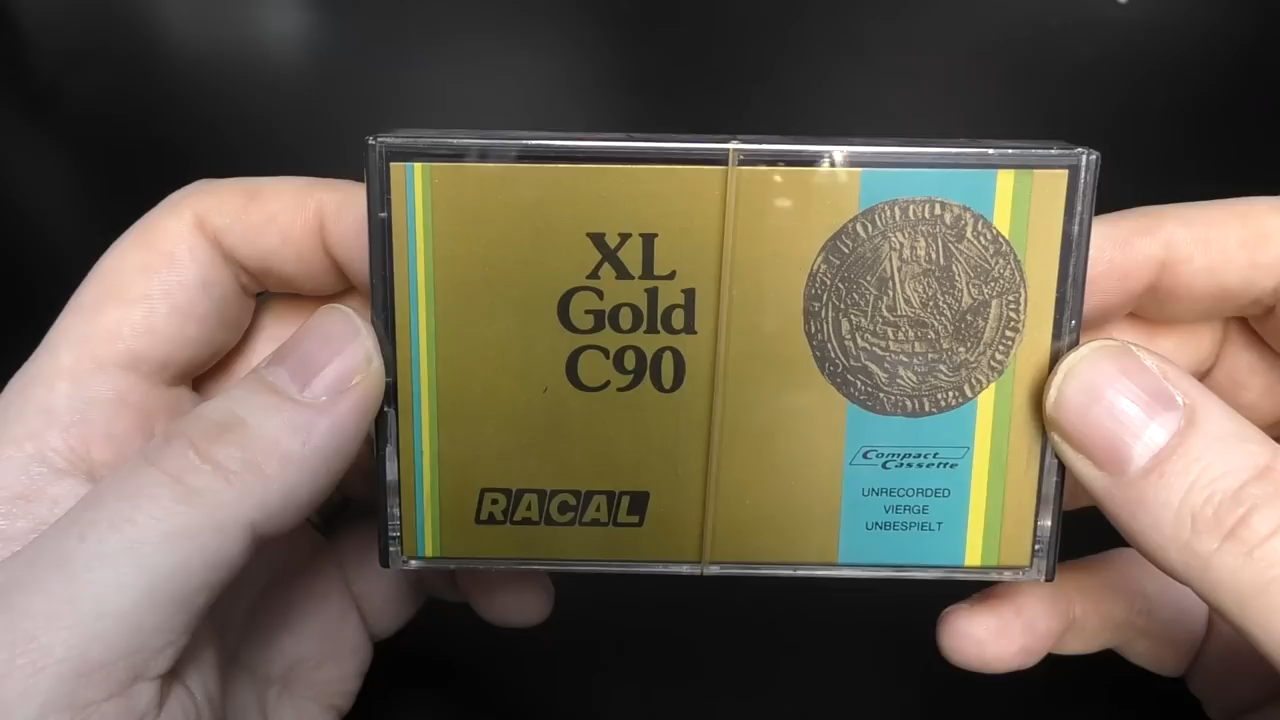 XL
Gold
C90
RACAL
Compact
Cassette
UNRECORDED
VIERGE
UNBESPIELT